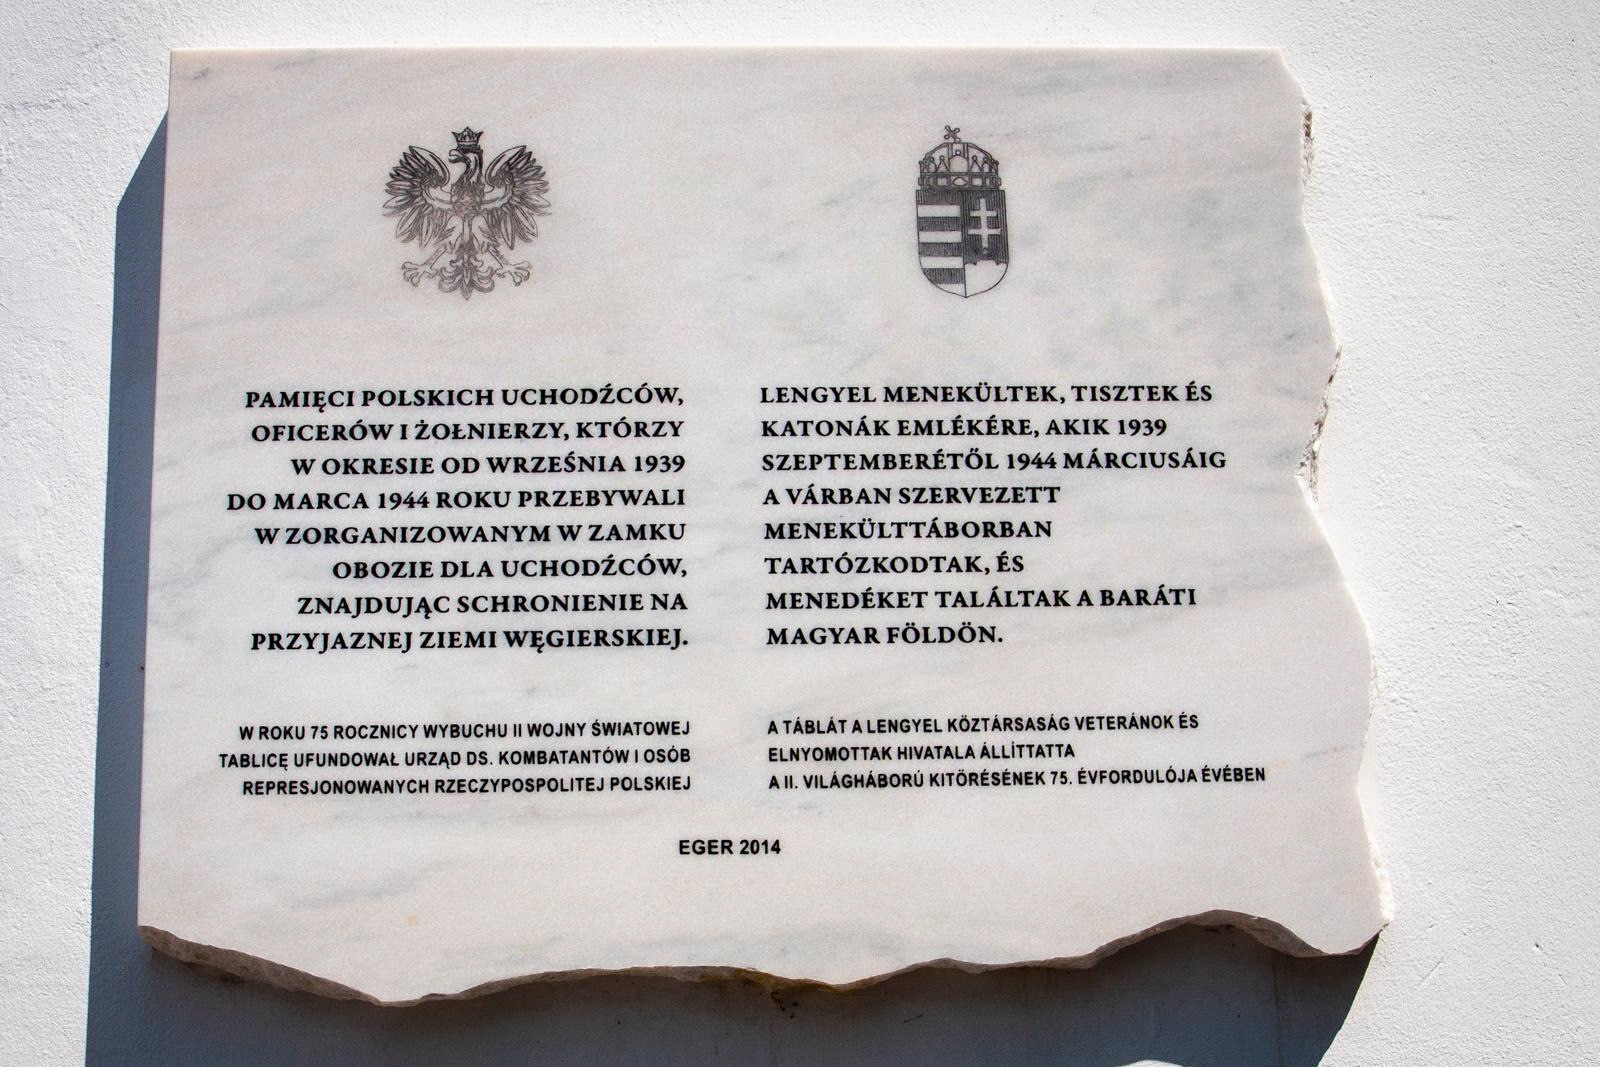 PAMIĘCI POLSKICH UCHODŹCÓW,
OFICERÓW I ŻOŁNIERZY, KTÓRZY
W OKRESIE OD WRZEŚNIA 1939
DO MARCA 1944 ROKU PRZEBYWALI
W ZORGANIZOWANYM W ZAMKU
OBOZIE DLA UCHODŹCÓW,
ZNAJDUJĄC SCHRONIENIE NA
PRZYJAZNEJ ZIEMI WĘGIERSKIEJ.
W ROKU 75 ROCZNICY WYBUCHU II WOJNY ŚWIATOWEJ
TABLICĘ UFUNDOWAŁ URZĄD DS. KOMBATANTÓW I OSÓB
REPRESJONOWANYCH RZECZYPOSPOLITEJ POLSKIEJ
LENGYEL MENEKÜLTEK, TISZTEK ÉS
KATONÁK EMLÉKÉRE, AKIK 1939
SZEPTEMBERÉTŐL 1944 MÁRCIUSÁIG
A VÁRBAN SZERVEZETT
MENEKÜLTTÁBORBAN
TARTÓZKODTAK, ÉS
MENEDÉKET TALÁLTAK A BARÁTI
MAGYAR FÖLDÖN.
A TÁBLÁT A LENGYEL KÖZTÁRSASÁG VETERÁNOK ÉS
ELNYOMOTTAK HIVATALA ÁLLÍTTATTA
A II. VILÁGHÁBORÚ KITÖRÉSÉNEK 75. ÉVFORDULÓJA ÉVÉBEN
EGER 2014